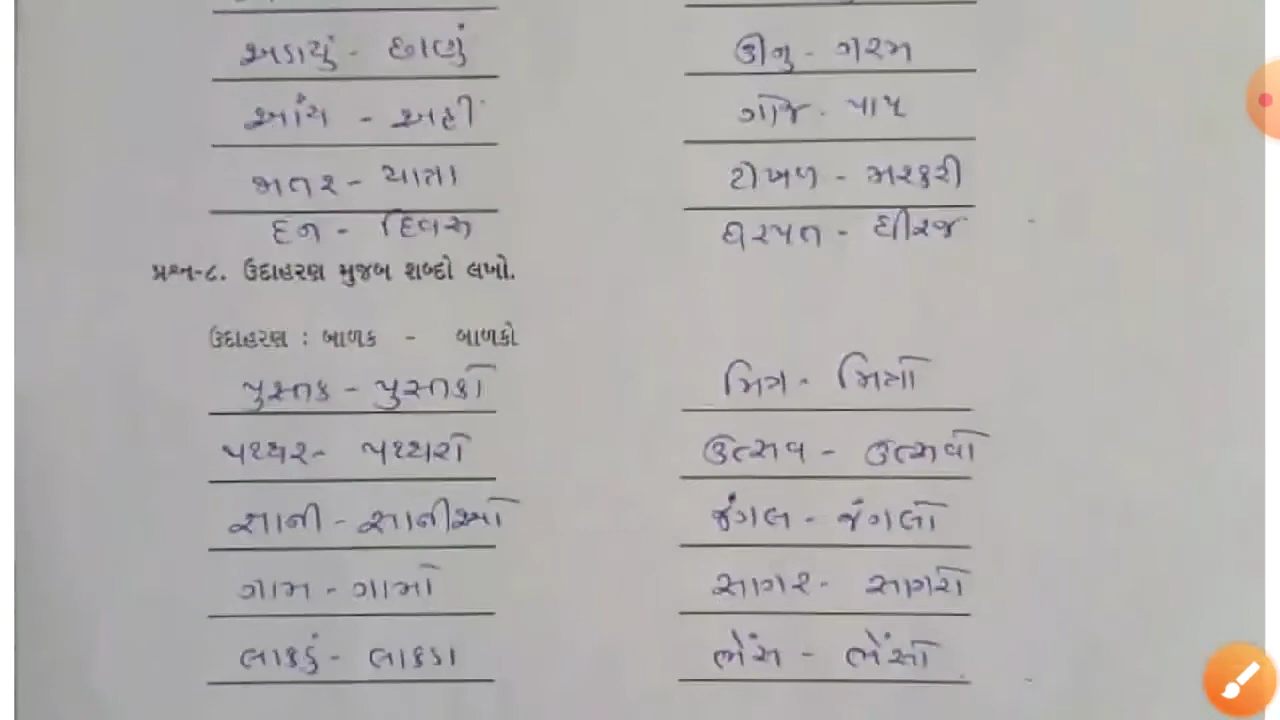 અડાયું - છાણું ઊનુ - ગરમ
આંય - અહીં ગોજ - પાપ
જાતર - યાત્રા ટોખળ - મશ્કરી
દન - દિવસ ધરપત - ધીરજ
પ્રશ્ન-૮. ઉદાહરણ મુજબ શબ્દો લખો.
ઉદાહરણ : બાળક - બાળકો
પુસ્તક - પુસ્તકો મિત્ર - મિત્રો
પથ્થર - પથ્થરો ઉત્સવ - ઉત્સવો
સાની - સાનીઓ જંગલ - જંગલો
ગામ - ગામો સાગર - સાગરો
લાકડું - લાકડા ભેંસ - ભેંસો